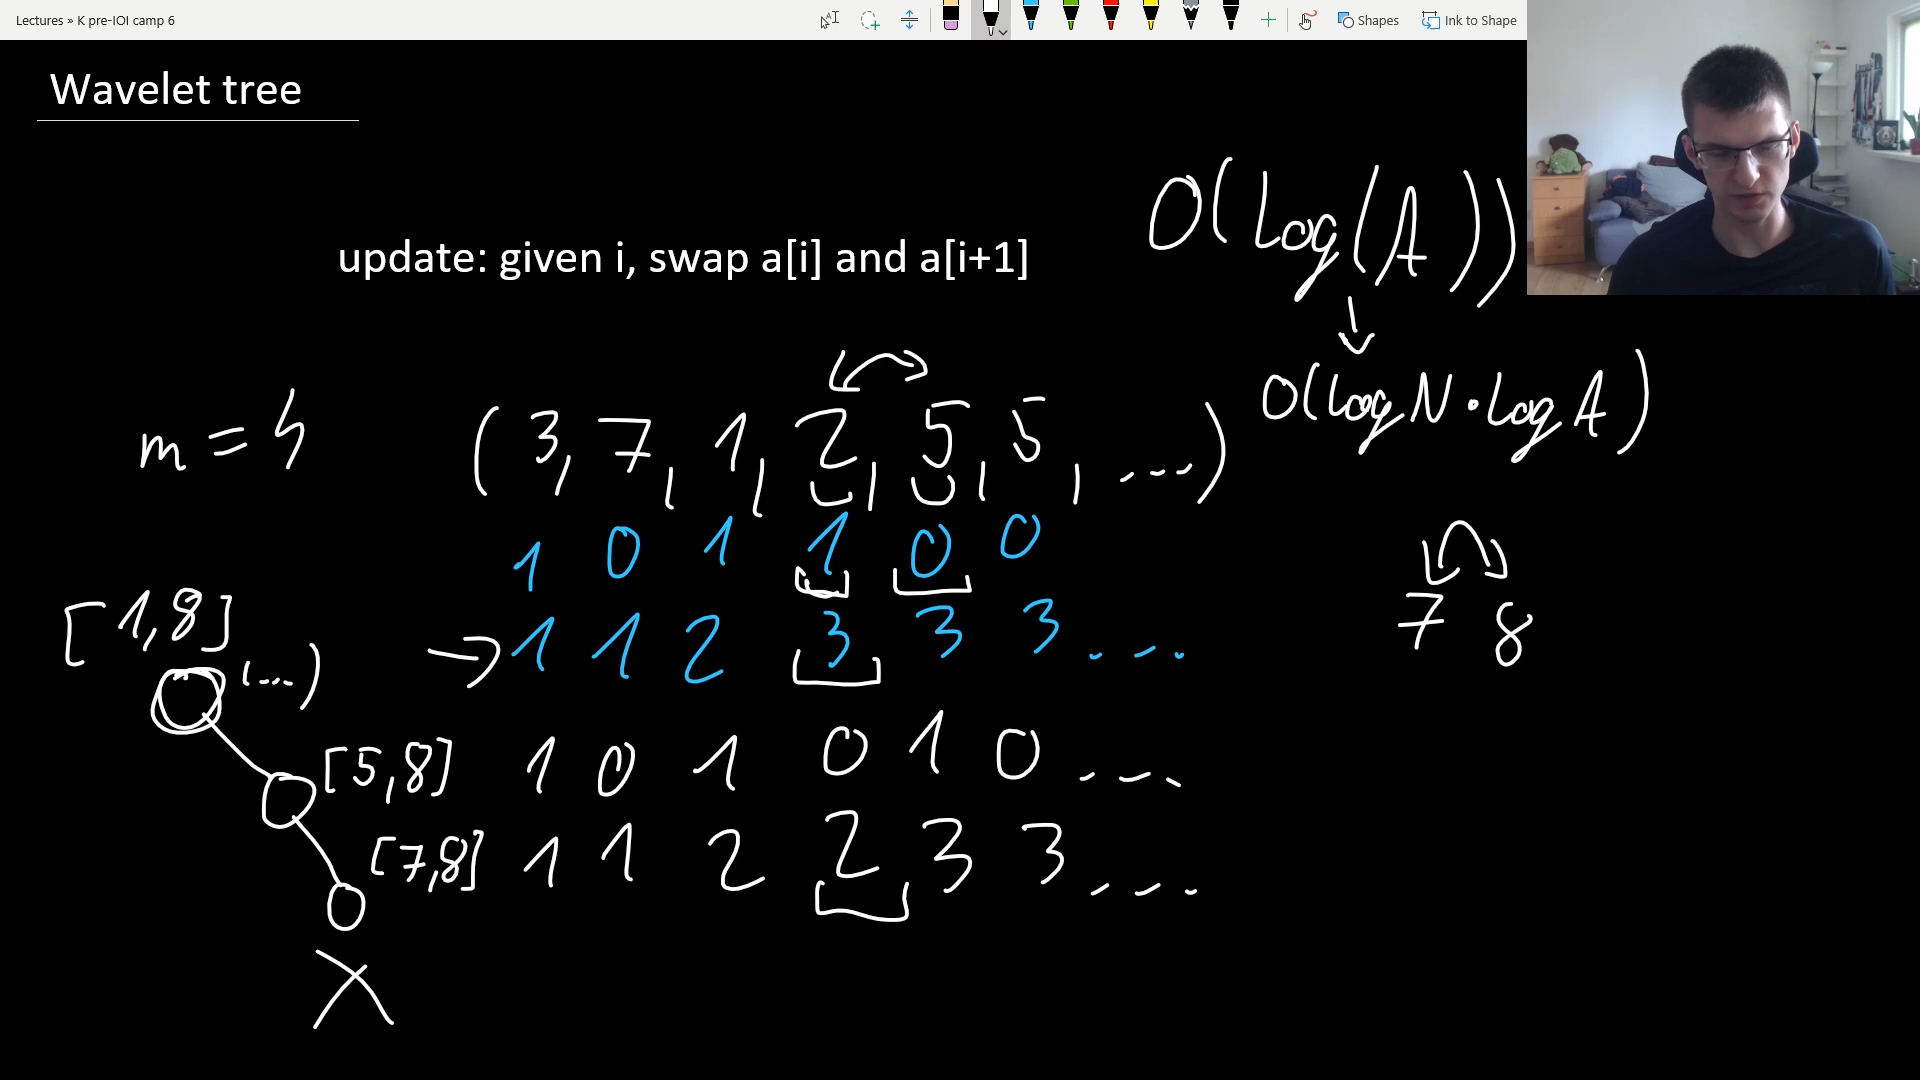 Lectures » K pre-IOI camp 6
Shapes
Ink to Shape
Wavelet tree
O(log(A))
update: given i, swap a[i] and a[i+1]
O(log N · log A)
m = 4
(3, 7, 1, 2, 5, 5, ...)
1 0 1 1 0 0
7 8
[1,8]
(...)
→ 1 1 2 3 3 3 ...
[5,8] 1 0 1 0 1 0 ...
[7,8] 1 1 2 2 3 3 ...